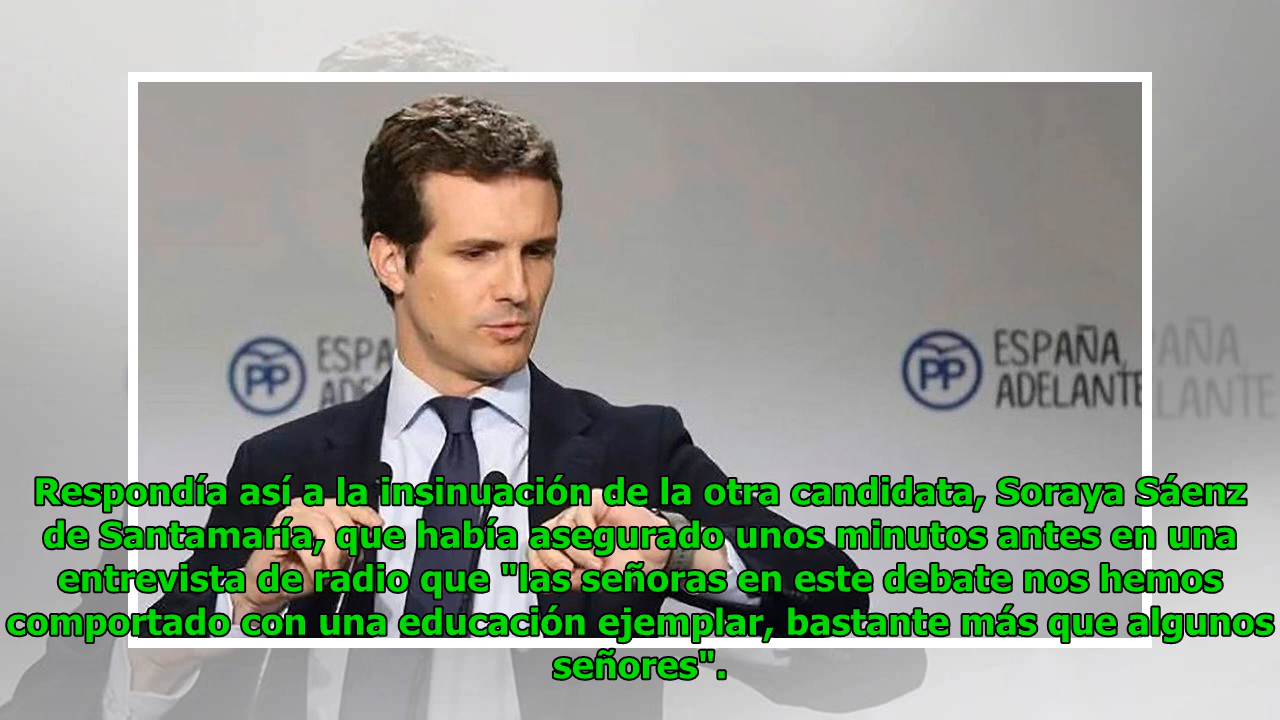 PP ESPAÑA
ADELANTE
PP ESPAÑA,
ADELANTE
AÑA
LANTE
Respondía así a la insinuación de la otra candidata, Soraya Sáenz
de Santamaría, que había asegurado unos minutos antes en una
entrevista de radio que "las señoras en este debate nos hemos
comportado con una educación ejemplar, bastante más que algunos
señores".